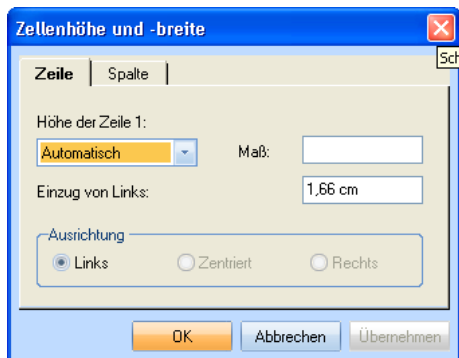 Zellenhöhe und -breite
Sch
Zeile Spalte
Höhe der Zeile 1:
Automatisch Maß:
Einzug von Links: 1,66 cm
Ausrichtung
Links Zentriert Rechts
OK Abbrechen Übernehmen